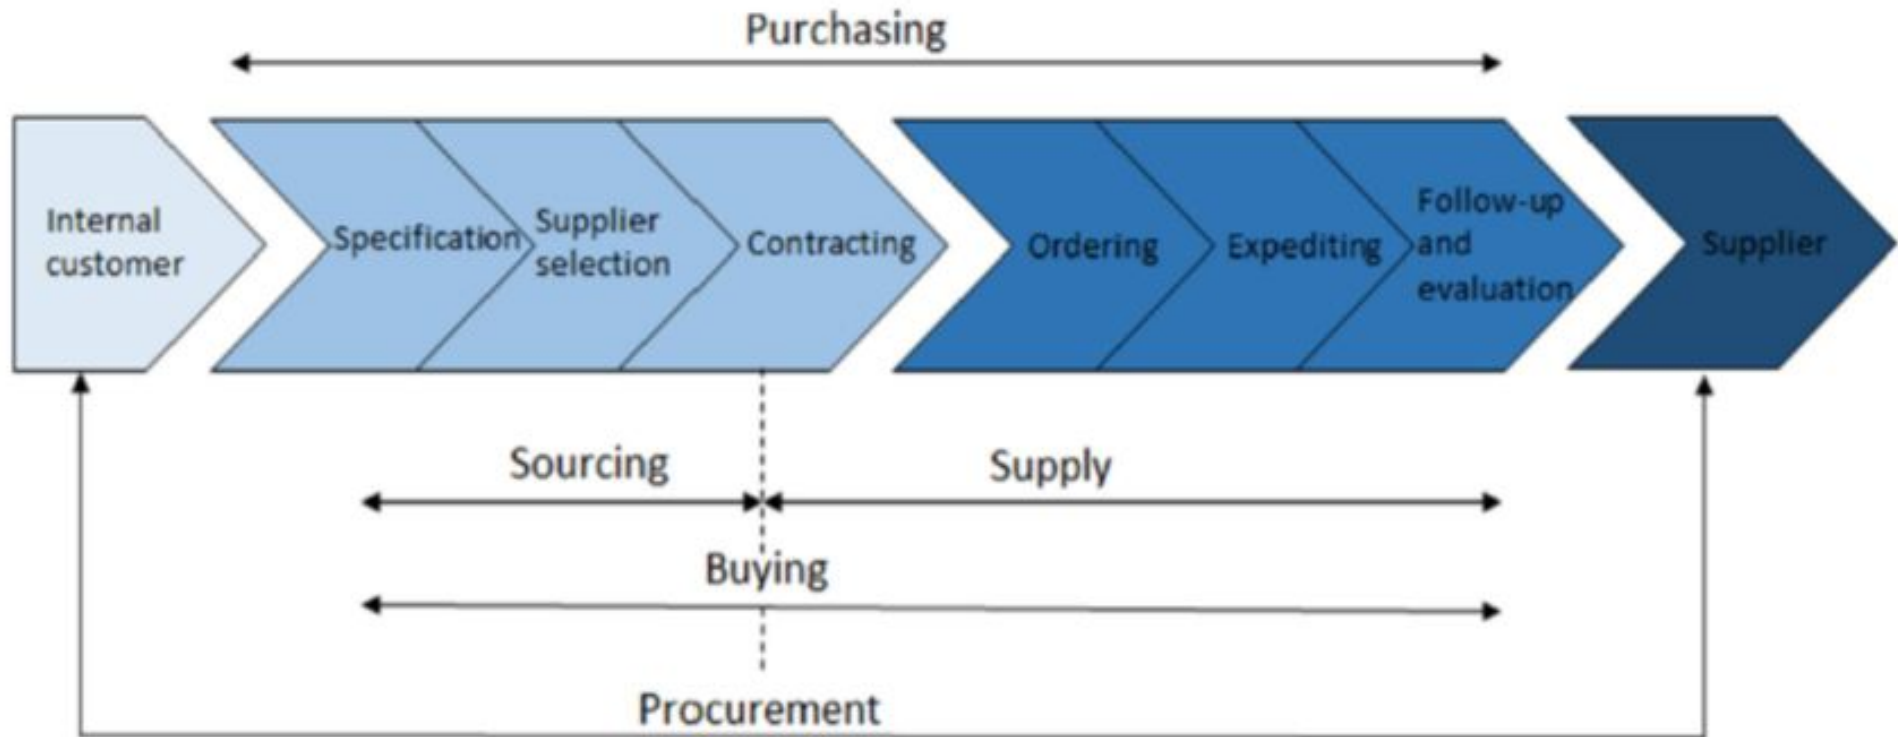 Purchasing
Internal
customer
Specification
Supplier
selection
Contracting
Ordering
Expediting
Follow-up
and
evaluation
Supplier
Sourcing
Supply
Buying
Procurement